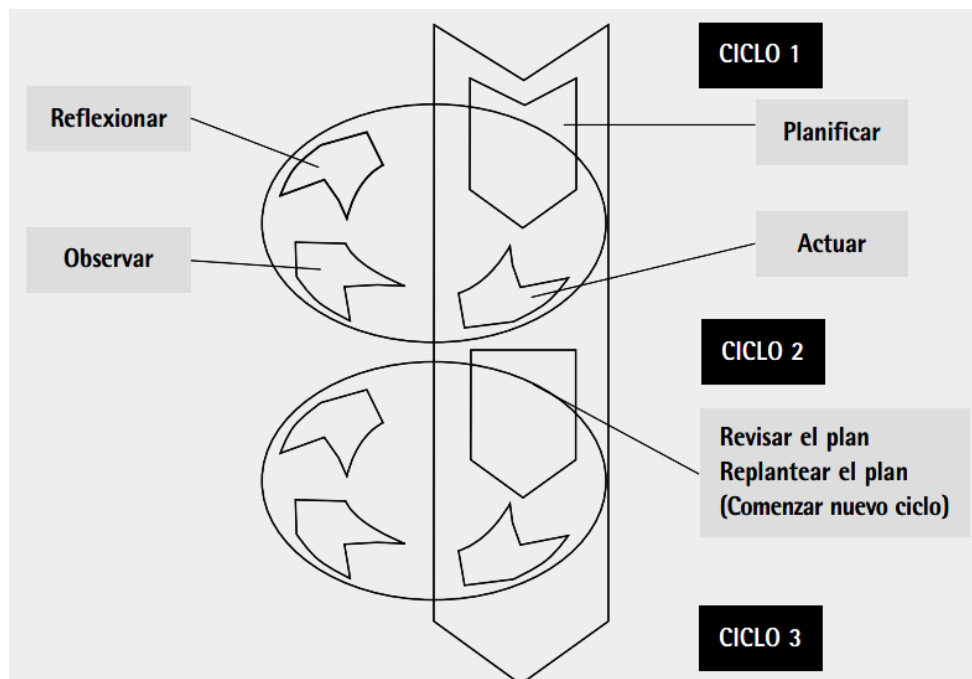 CICLO 1
Reflexionar
Planificar
Observar
Actuar
CICLO 2
Revisar el plan
Replantear el plan
(Comenzar nuevo ciclo)
CICLO 3